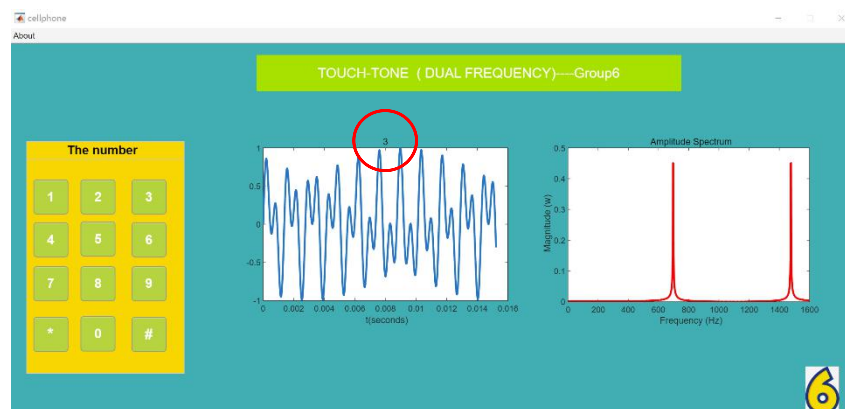 cellphone
About
TOUCH-TONE ( DUAL FREQUENCY)----Group6
The number
1 2 3
4 5 6
7 8 9
* 0 #
3
1
0.5
0
-0.5
-1
0 0.002 0.004 0.006 0.008 0.01 0.012 0.014 0.016 0.018
t(seconds)
Amplitude Spectrum
Magnitude (w)
0.5
0.4
0.3
0.2
0.1
0
0 200 400 600 800 1000 1200 1400 1600
Frequency (Hz)
6